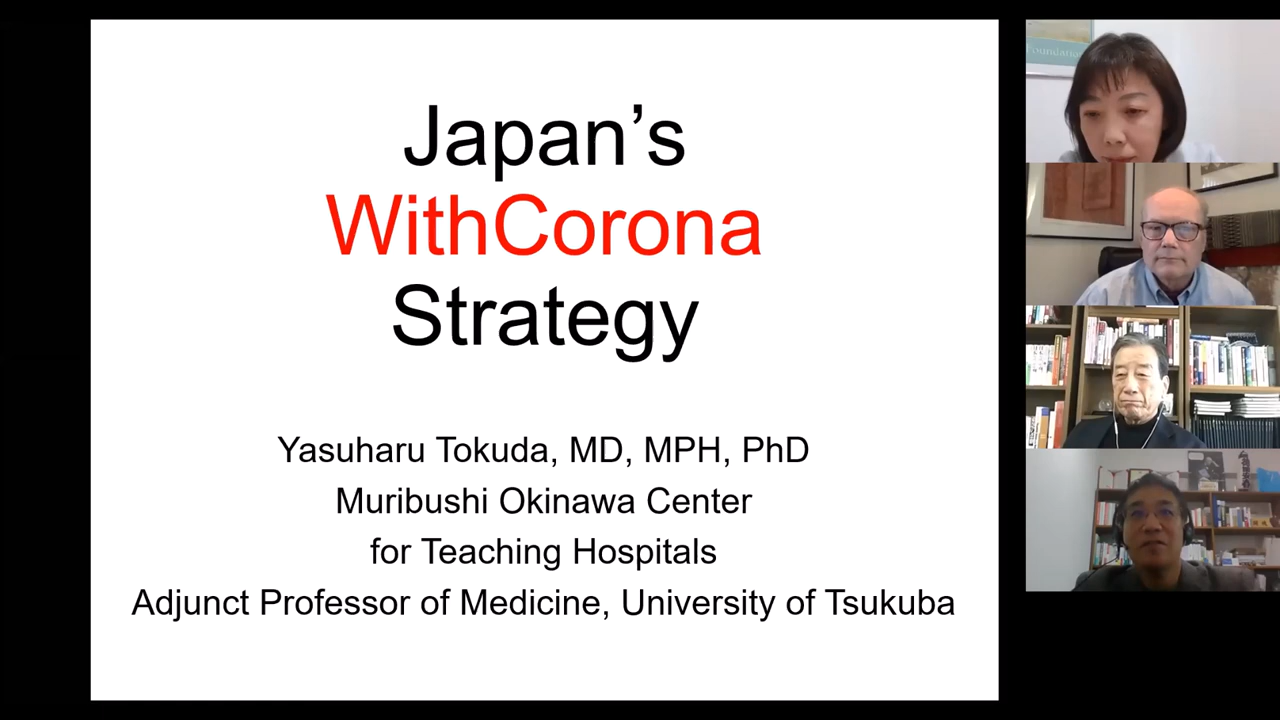 Japan’s
WithCorona
Strategy
Yasuharu Tokuda, MD, MPH, PhD
Muribushi Okinawa Center
for Teaching Hospitals
Adjunct Professor of Medicine, University of Tsukuba
Foundation